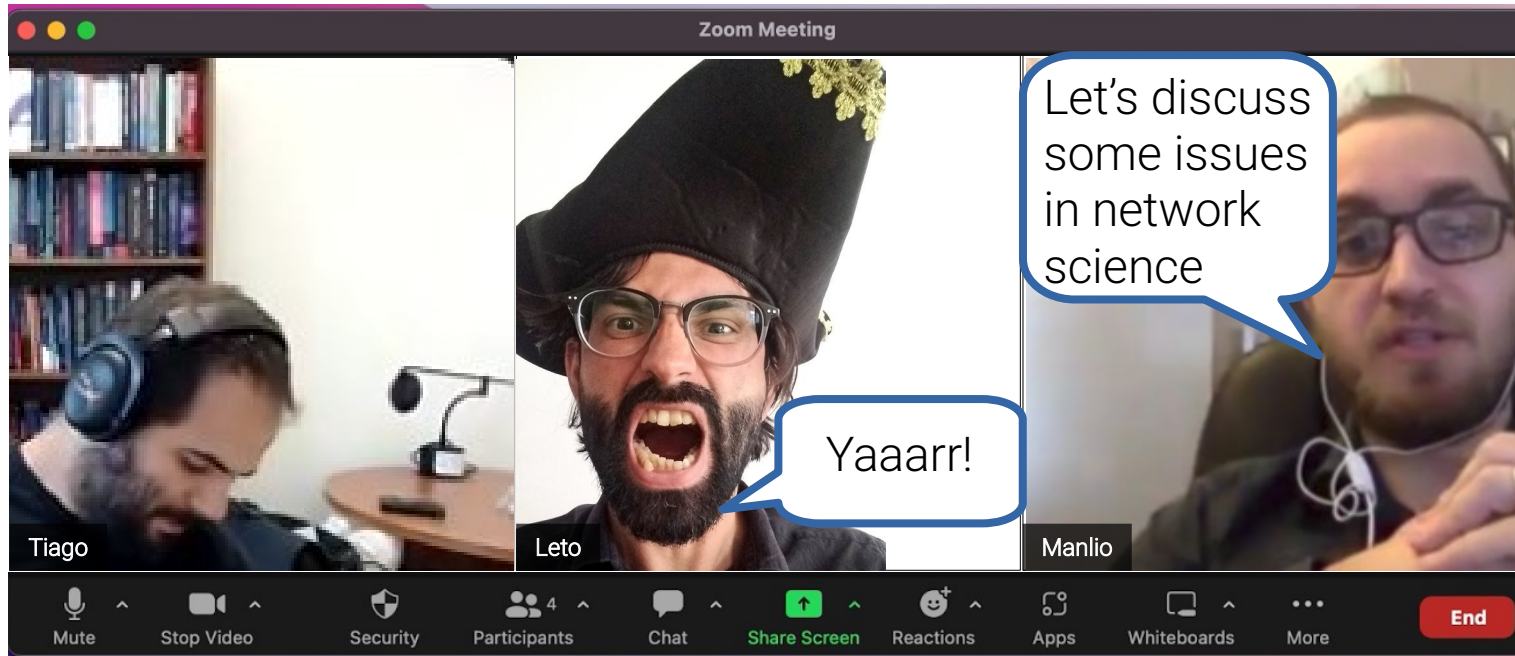 Zoom Meeting
Let's discuss
some issues
in network
science
Yaaarr!
Tiago
Leto
Manlio
Mute
Stop Video
Security
Participants
4
Chat
Share Screen
Reactions
Apps
Whiteboards
More
End